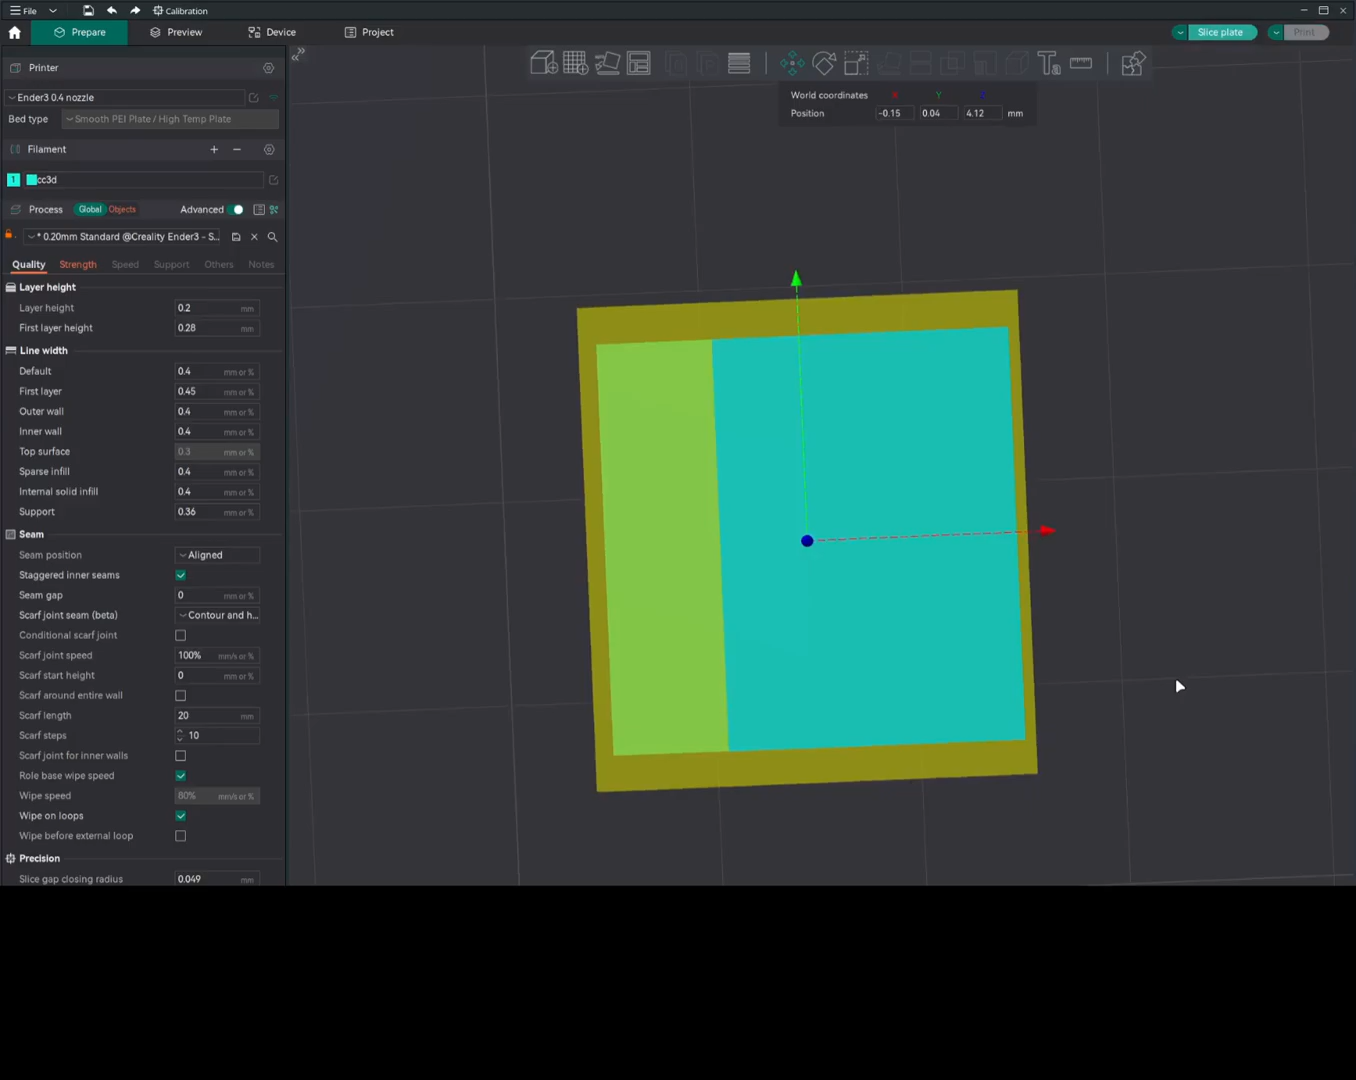 File
Calibration
Prepare
Preview
Device
Project
Slice plate
Print
Printer
Ender3 0.4 nozzle
Bed type
Smooth PEI Plate / High Temp Plate
Filament
1
cc3d
Process
Global
Objects
Advanced
* 0.20mm Standard @Creality Ender3 - S...
Quality
Strength
Speed
Support
Others
Notes
Layer height
Layer height 0.2 mm
First layer height 0.28 mm
Line width
Default 0.4 mm or %
First layer 0.45 mm or %
Outer wall 0.4 mm or %
Inner wall 0.4 mm or %
Top surface 0.3 mm or %
Sparse infill 0.4 mm or %
Internal solid infill 0.4 mm or %
Support 0.36 mm or %
Seam
Seam position Aligned
Staggered inner seams
Seam gap 0 mm or %
Scarf joint seam (beta) Contour and h...
Conditional scarf joint
Scarf joint speed 100% mm/s or %
Scarf start height 0 mm or %
Scarf around entire wall
Scarf length 20 mm
Scarf steps 10
Scarf joint for inner walls
Role base wipe speed
Wipe speed 80% mm/s or %
Wipe on loops
Wipe before external loop
Precision
Slice gap closing radius 0.049 mm
World coordinates X Y Z
Position -0.15 0.04 4.12 mm